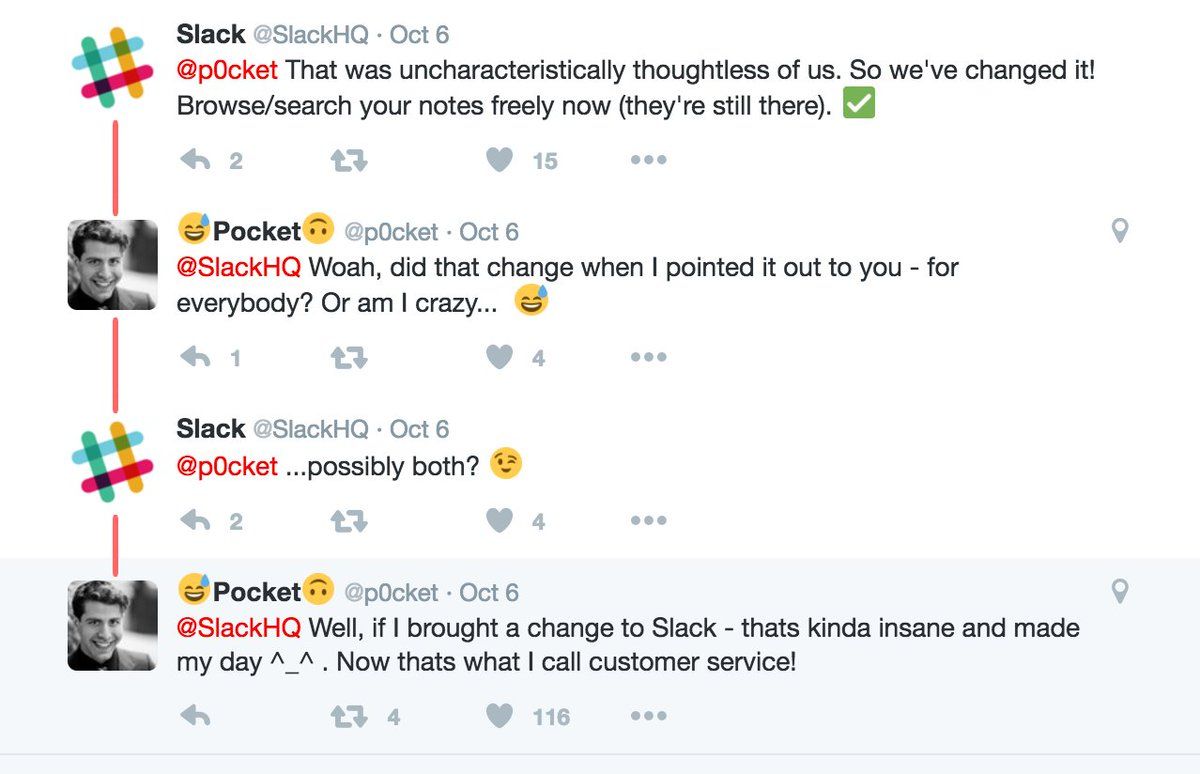 Slack @SlackHQ · Oct 6
@p0cket That was uncharacteristically thoughtless of us. So we've changed it!
Browse/search your notes freely now (they're still there). ✅
2 15 •••
😅Pocket🙃 @p0cket · Oct 6
@SlackHQ Woah, did that change when I pointed it out to you - for
everybody? Or am I crazy... 😅
1 4 •••
Slack @SlackHQ · Oct 6
@p0cket ...possibly both? 😉
2 4 •••
😅Pocket🙃 @p0cket · Oct 6
@SlackHQ Well, if I brought a change to Slack - thats kinda insane and made
my day ^_^ . Now thats what I call customer service!
4 116 •••